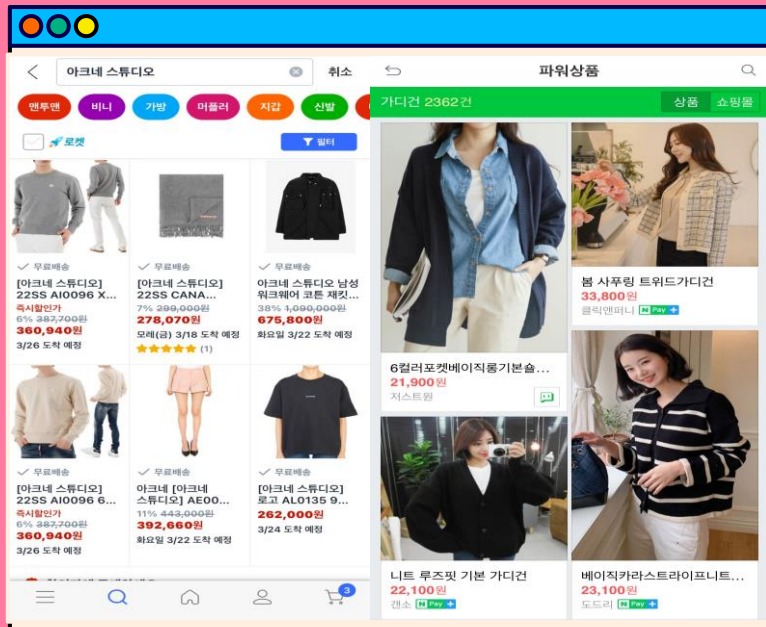 아크네 스튜디오
취소
맨투맨 비니 가방 머플러 지갑 신발
로켓
필터
무료배송
[아크네 스튜디오]
22SS AI0096 X...
즉시할인가
6% 387,700원
360,940원
3/26 도착 예정
무료배송
[아크네 스튜디오]
22SS CANA...
7% 299,000원
278,070원
모레(금) 3/18 도착 예정
(1)
무료배송
아크네 스튜디오 남성
워크웨어 코튼 재킷...
38% 1,090,000원
675,800원
화요일 3/22 도착 예정
무료배송
[아크네 스튜디오]
22SS AI0096 6...
즉시할인가
6% 387,700원
360,940원
3/26 도착 예정
무료배송
아크네 [아크네
스튜디오] AE00...
11% 443,000원
392,660원
화요일 3/22 도착 예정
무료배송
[아크네 스튜디오]
로고 AL0135 9...
262,000원
3/24 도착 예정
3
파워상품
가디건 2362건
상품 쇼핑몰
6컬러포켓베이직롱기본숄...
21,900원
저스트원
봄 사푸링 트위드가디건
33,800원
클릭앤퍼니 N Pay +
니트 루즈핏 기본 가디건
22,100원
갠소 N Pay +
베이직카라스트라이프니트...
23,100원
도드리 N Pay +